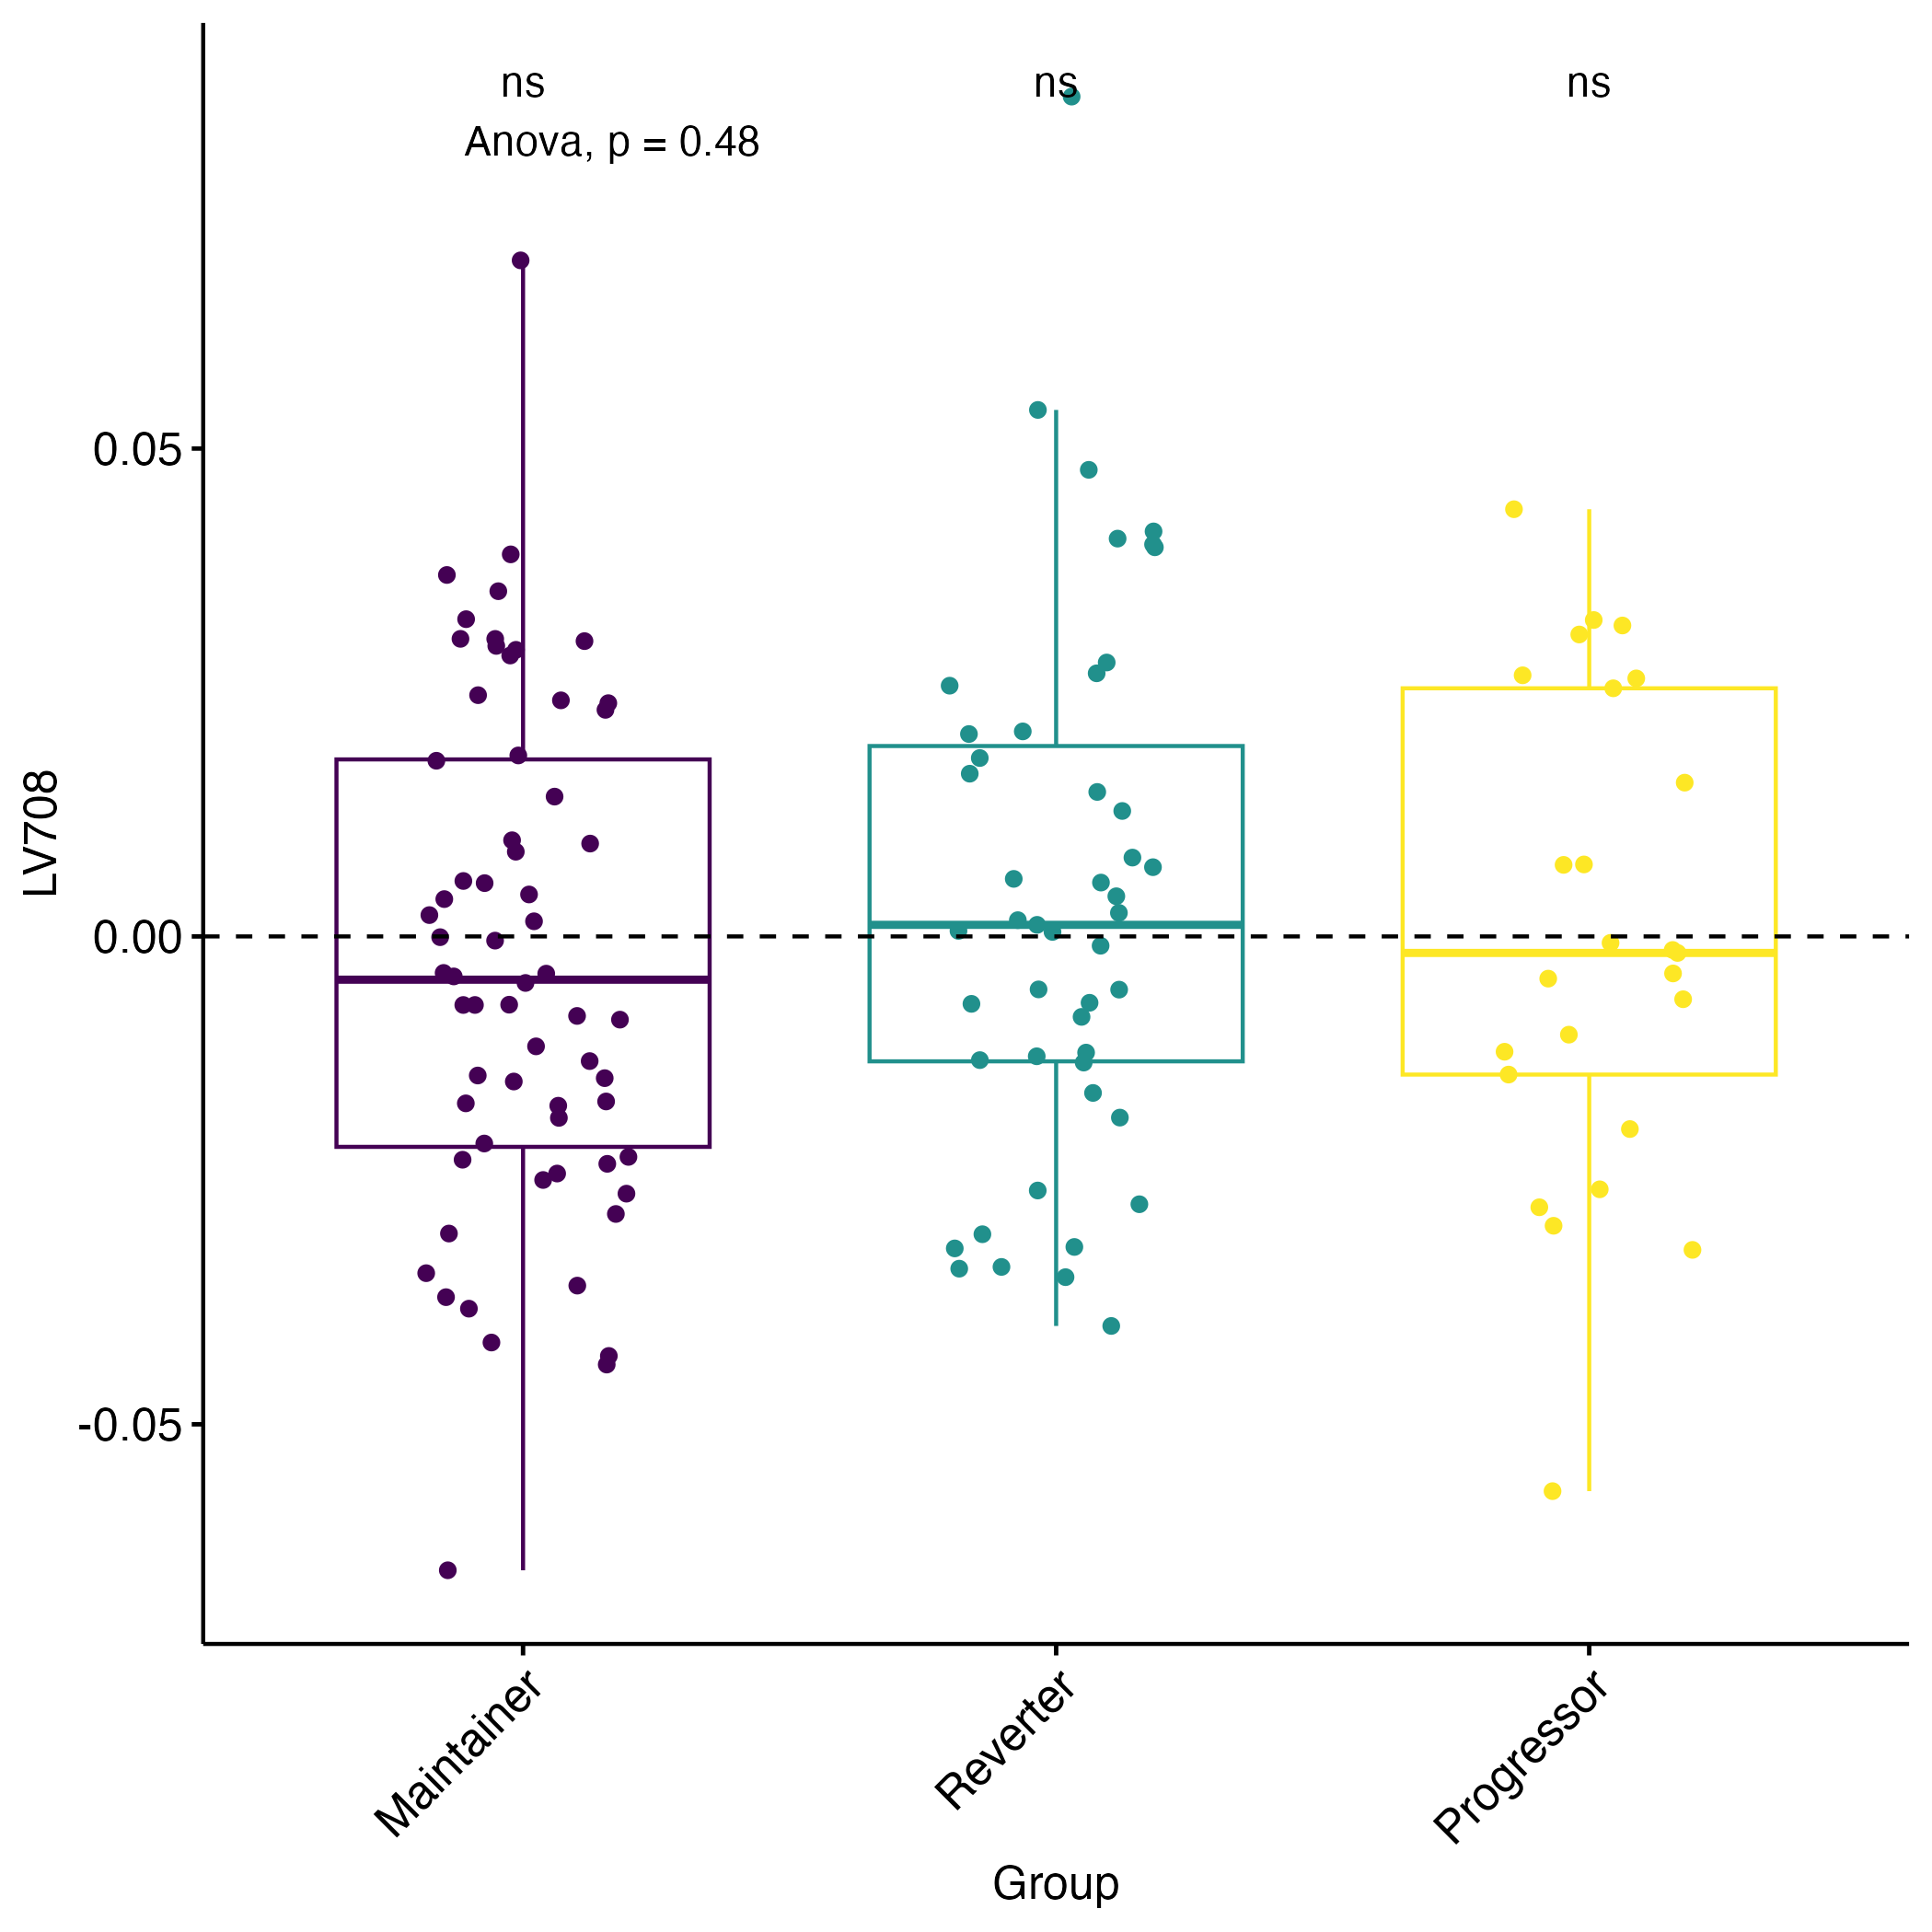 ns ns ns
Anova, p = 0.48
LV708
0.05
0.00
-0.05
Maintainer Reverter Progressor
Group